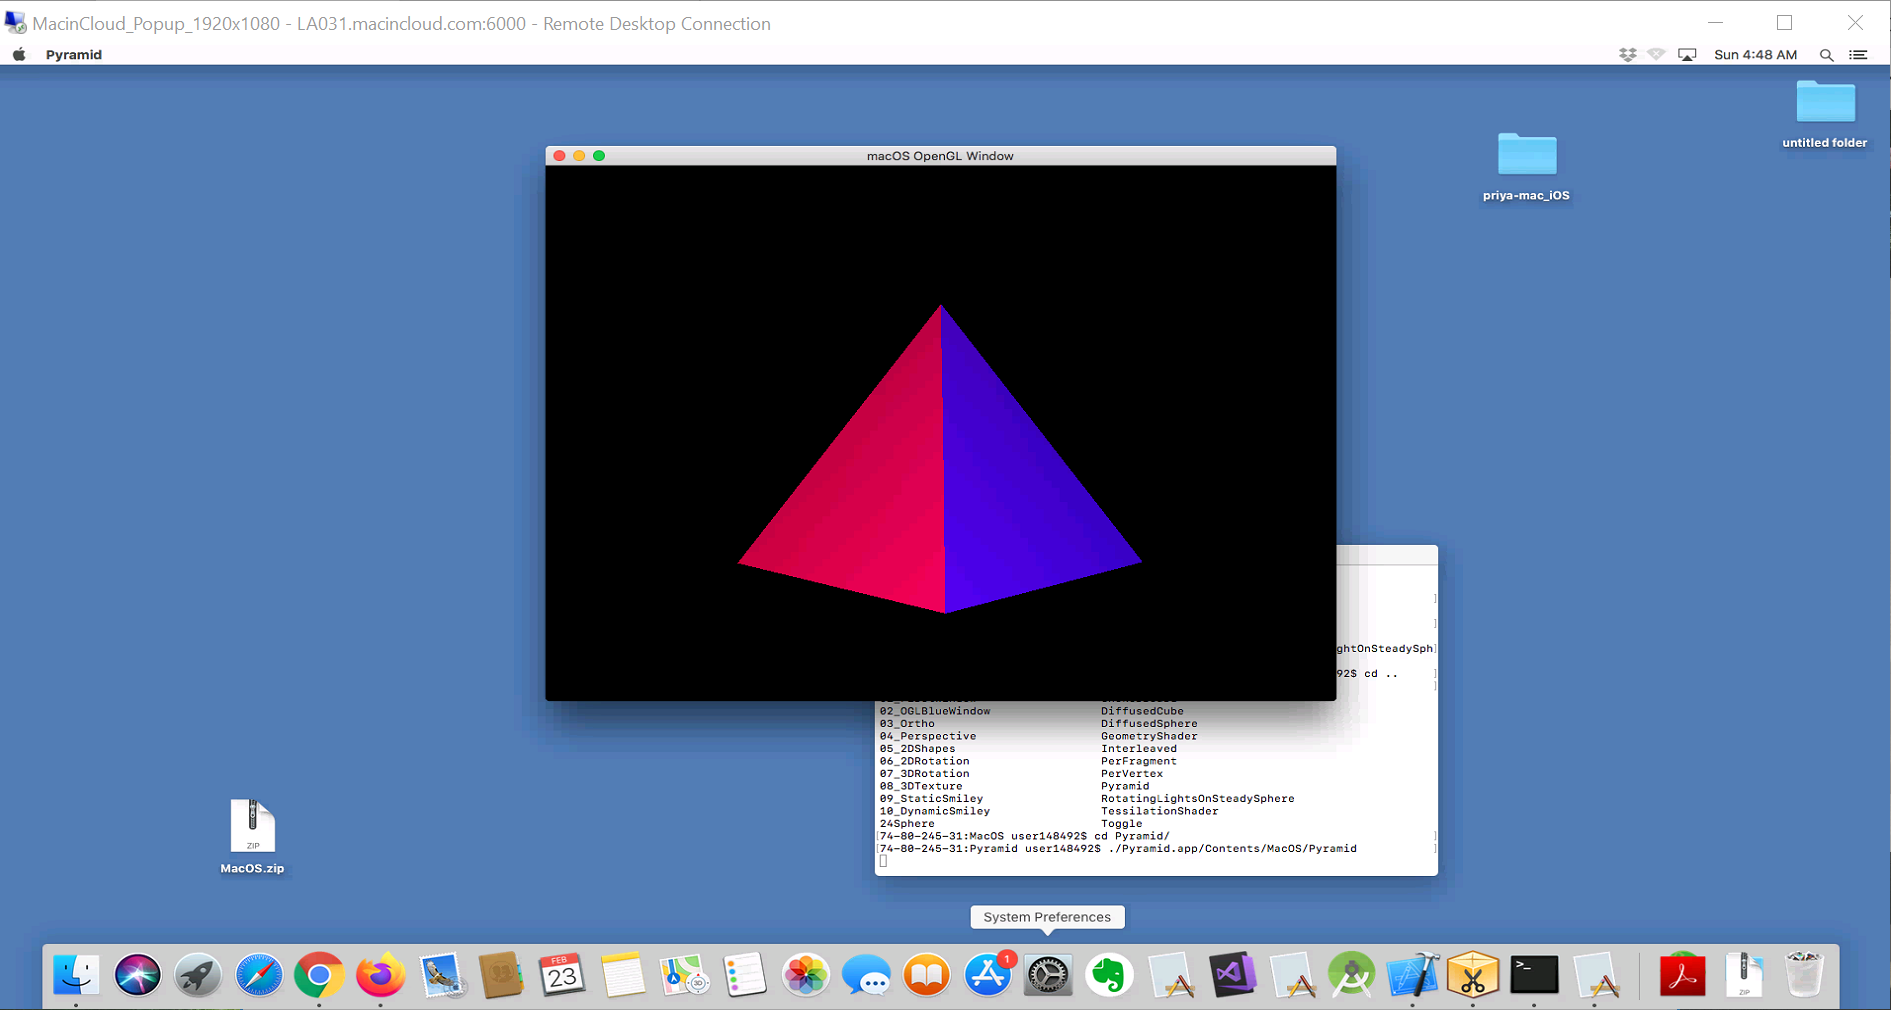 MacinCloud_Popup_1920x1080 - LA031.macincloud.com:6000 - Remote Desktop Connection
Pyramid
Sun 4:48 AM
untitled folder
priya-mac_iOS
macOS OpenGL Window
ghtOnSteadySph
92$ cd ..
02_OGLBlueWindow DiffusedCube
03_Ortho DiffusedSphere
04_Perspective GeometryShader
05_2DShapes Interleaved
06_2DRotation PerFragment
07_3DRotation PerVertex
08_3DTexture Pyramid
09_StaticSmiley RotatingLightsOnSteadySphere
10_DynamicSmiley TessilationShader
24Sphere Toggle
[74-80-245-31:MacOS user148492$ cd Pyramid/ ]
[74-80-245-31:Pyramid user148492$ ./Pyramid.app/Contents/MacOS/Pyramid ]
ZIP
MacOS.zip
System Preferences
FEB
23
3D
1
>_
ZIP